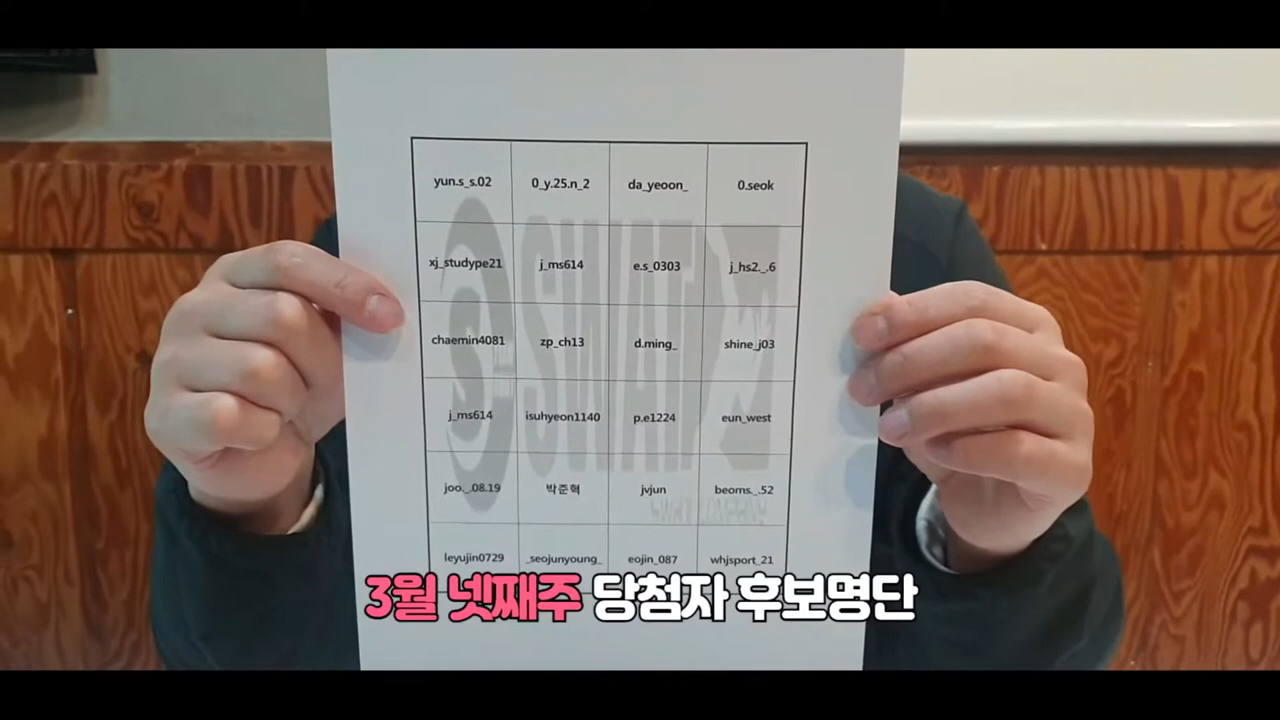 yun.s_s.02 0_y.25.n_2 da_yeoon_ 0.seok
xj_studype21 j_ms614 e.s_0303 j_hs2._.6
chaemin4081 zp_ch13 d.ming_ shine_j03
j_ms614 isuhyeon1140 p.e1224 eun_west
joo._.08.19 박준혁 jvjun beoms._.52
leyujin0729 _seojunyoung_ eojin_087 whjsport_21
3월 넷째주 당첨자 후보명단